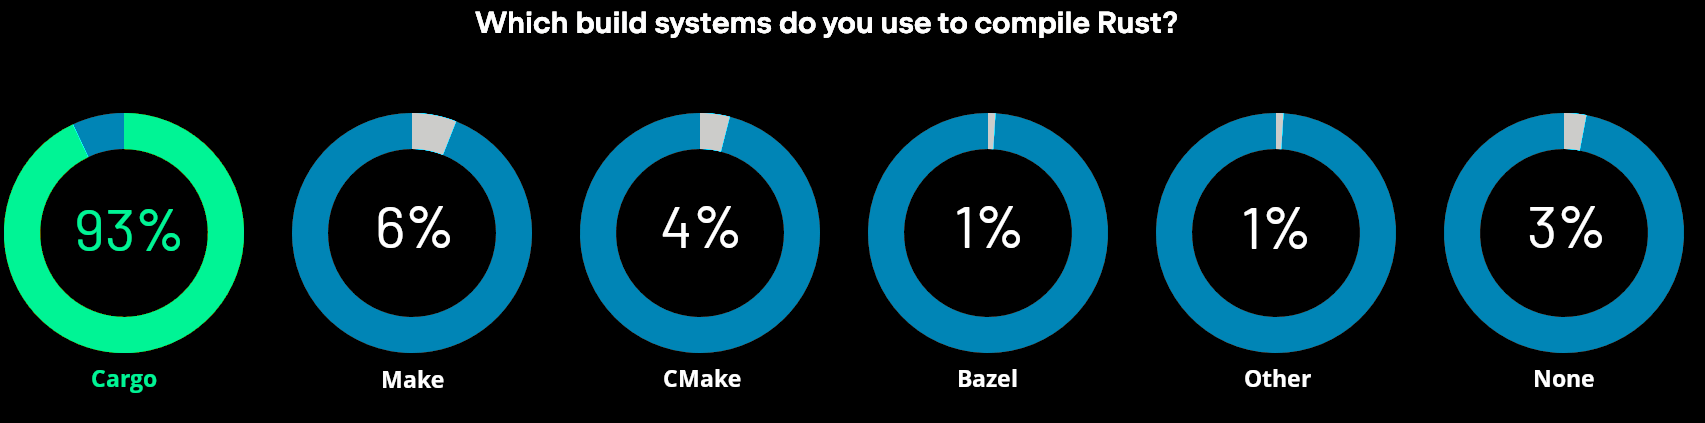 Which build systems do you use to compile Rust?
93% 6% 4% 1% 1% 3%
Cargo Make CMake Bazel Other None